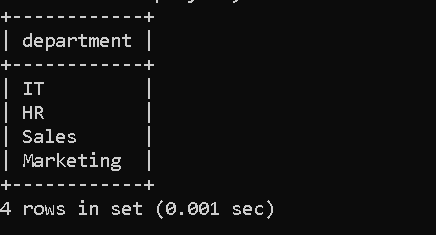 +------------+
| department |
+------------+
| IT         |
| HR         |
| Sales      |
| Marketing  |
+------------+
4 rows in set (0.001 sec)